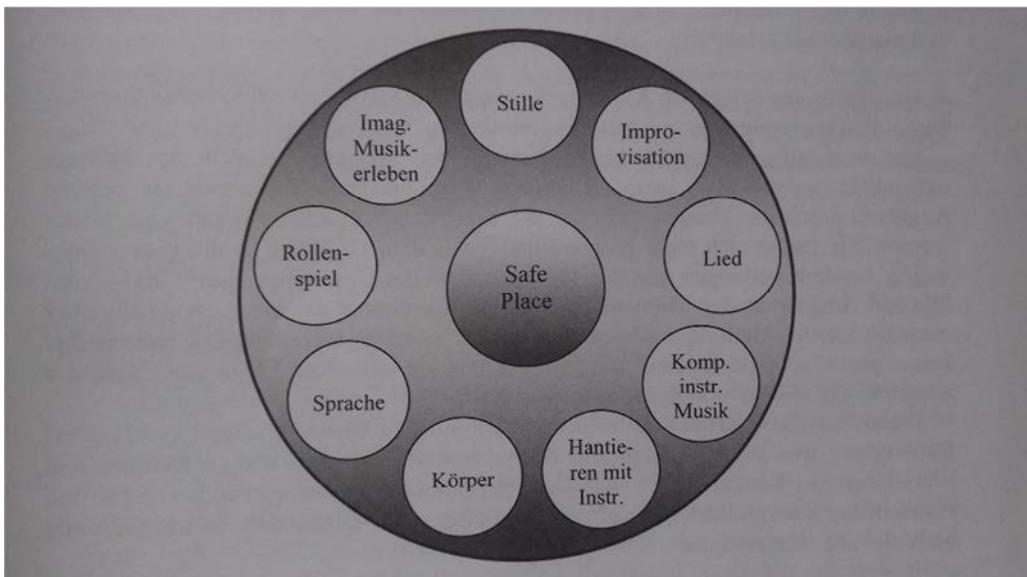 Stille
Impro-
visation
Lied
Komp.
instr.
Musik
Hantie-
ren mit
Instr.
Körper
Sprache
Rollen-
spiel
Imag.
Musik-
erleben
Safe
Place